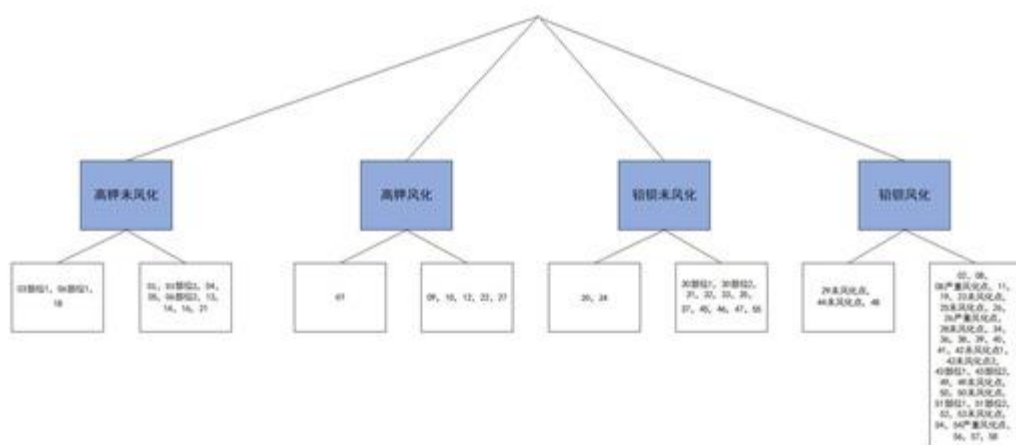 高钾未风化
高钾风化
铅钡未风化
铅钡风化
03部位1, 06部位1,
18
01, 03部位2, 04,
05, 06部位2, 13,
14, 16, 21
07
09, 10, 12, 22, 27
20, 24
30部位1, 30部位2,
31, 32, 33, 35,
37, 45, 46, 47, 55
29未风化点,
44未风化点, 48
02, 08,
08严重风化点, 11,
19, 23未风化点,
25未风化点, 26,
26严重风化点,
28未风化点, 34,
36, 38, 39, 40,
41, 42未风化点1,
42未风化点2,
43部位1, 43部位2,
49, 49未风化点,
50, 50未风化点,
51部位1, 51部位2,
52, 53未风化点,
54, 54严重风化点,
56, 57, 58